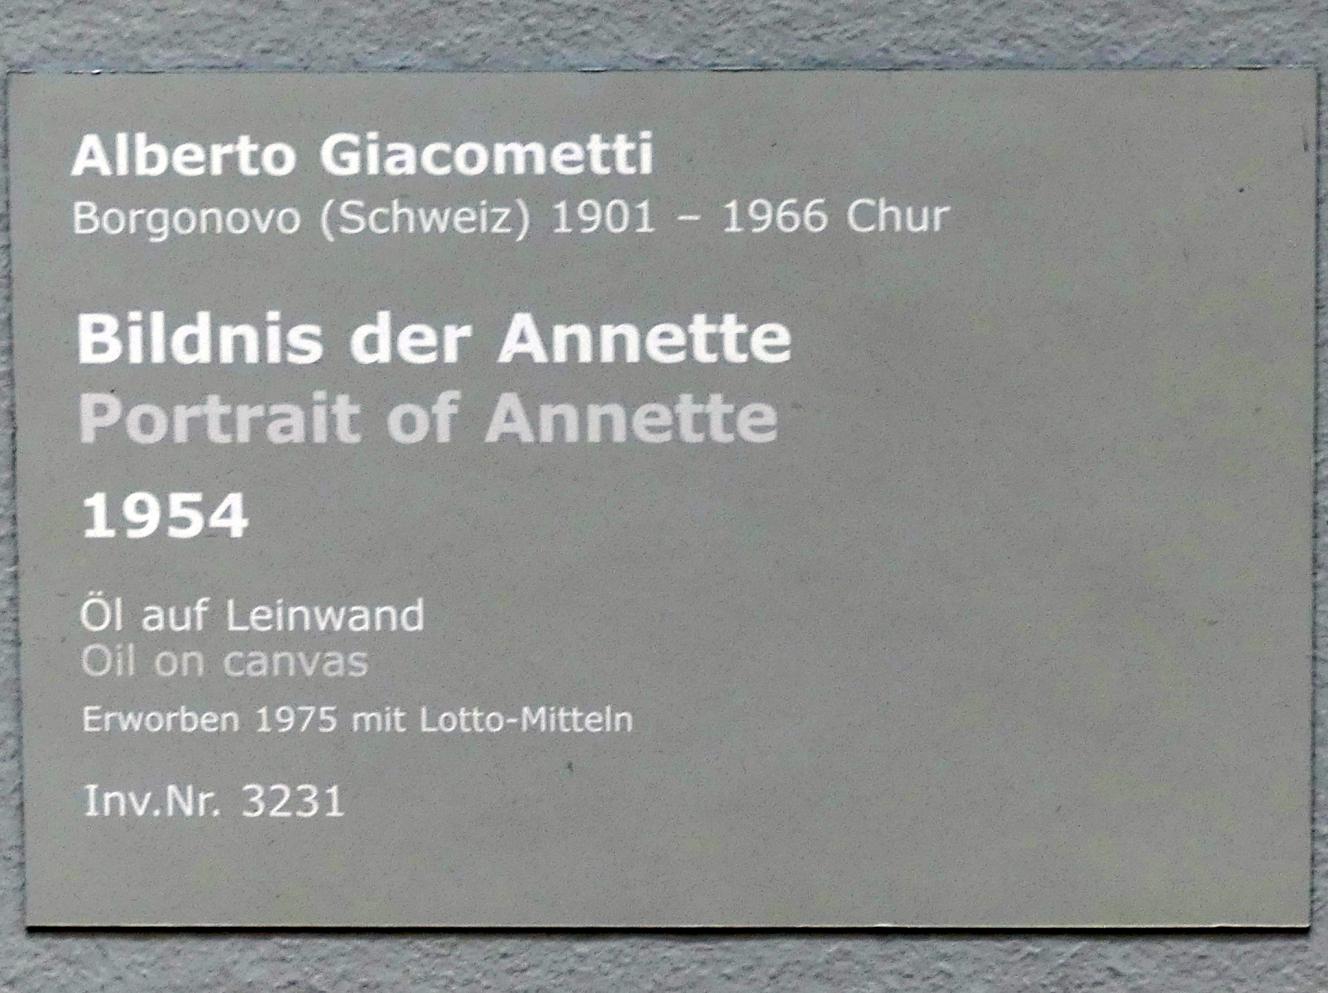 Alberto Giacometti
Borgonovo (Schweiz) 1901 – 1966 Chur
Bildnis der Annette
Portrait of Annette
1954
Öl auf Leinwand
Oil on canvas
Erworben 1975 mit Lotto-Mitteln
Inv.Nr. 3231